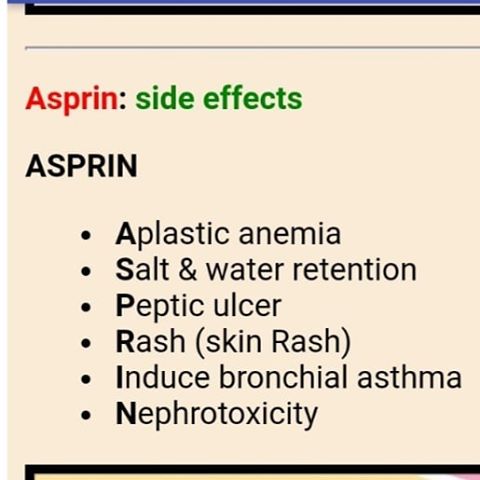 Asprin: side effects
ASPRIN
• Aplastic anemia
• Salt & water retention
• Peptic ulcer
• Rash (skin Rash)
• Induce bronchial asthma
• Nephrotoxicity